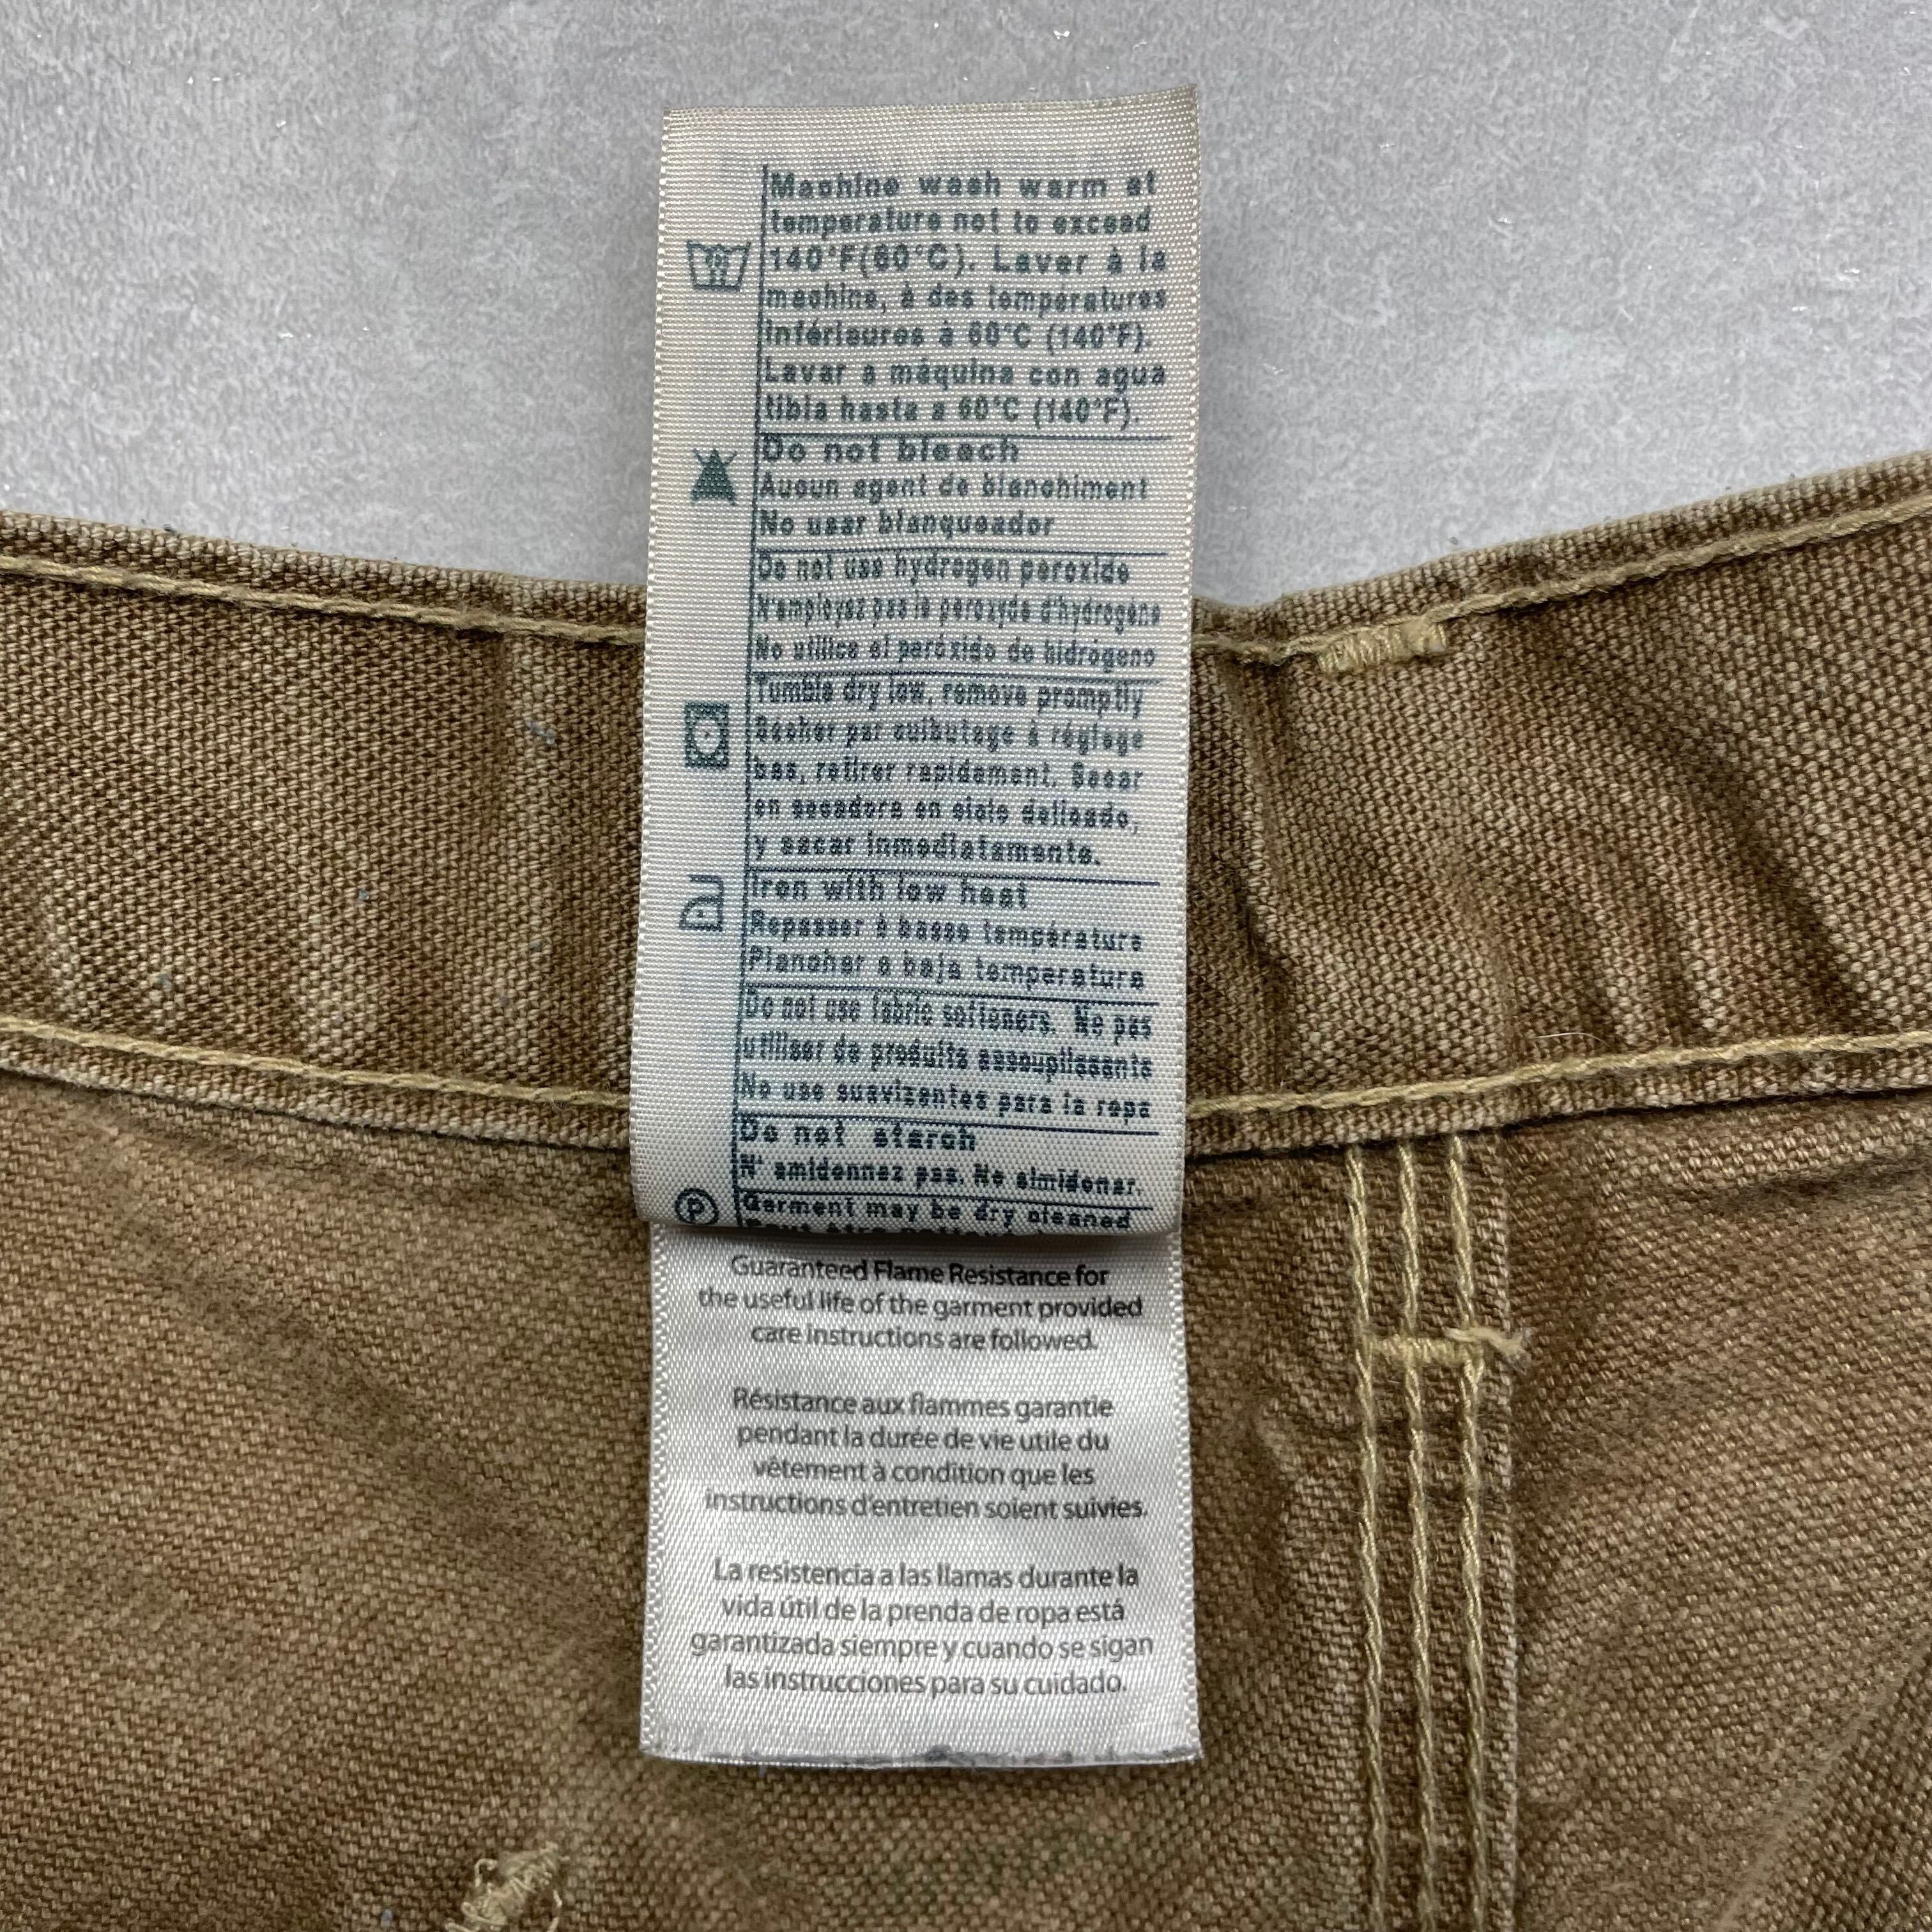 Machine wash warm at
temperature not to exceed
140°F(60°C). Laver à la
machine, à des températures
inférieures à 60°C (140°F).
Lavar a máquina con agua
tibia hasta a 60°C (140°F).
Do not bleach
Aucun agent de blanchiment
No usar blanqueador
Do not use hydrogen peroxide
N'employez pas le peroxyde d'hydrogène
No utilice el peróxido de hidrógeno
Tumble dry low, remove promptly
Sécher par culbutage à réglage
bas, retirer rapidement. Secar
en secadora en ciclo delicado,
y sacar inmediatamente.
Iron with low heat
Repasser à basse température
Planchar a baja temperatura
Do not use fabric softeners. Ne pas
utiliser de produits assouplissants
No use suavizantes para la ropa
Do not starch
N' amidonnez pas. No almidonar.
P Garment may be dry cleaned
Guaranteed Flame Resistance for
the useful life of the garment provided
care instructions are followed.
Résistance aux flammes garantie
pendant la durée de vie utile du
vêtement à condition que les
instructions d'entretien soient suivies.
La resistencia a las llamas durante la
vida útil de la prenda de ropa está
garantizada siempre y cuando se sigan
las instrucciones para su cuidado.